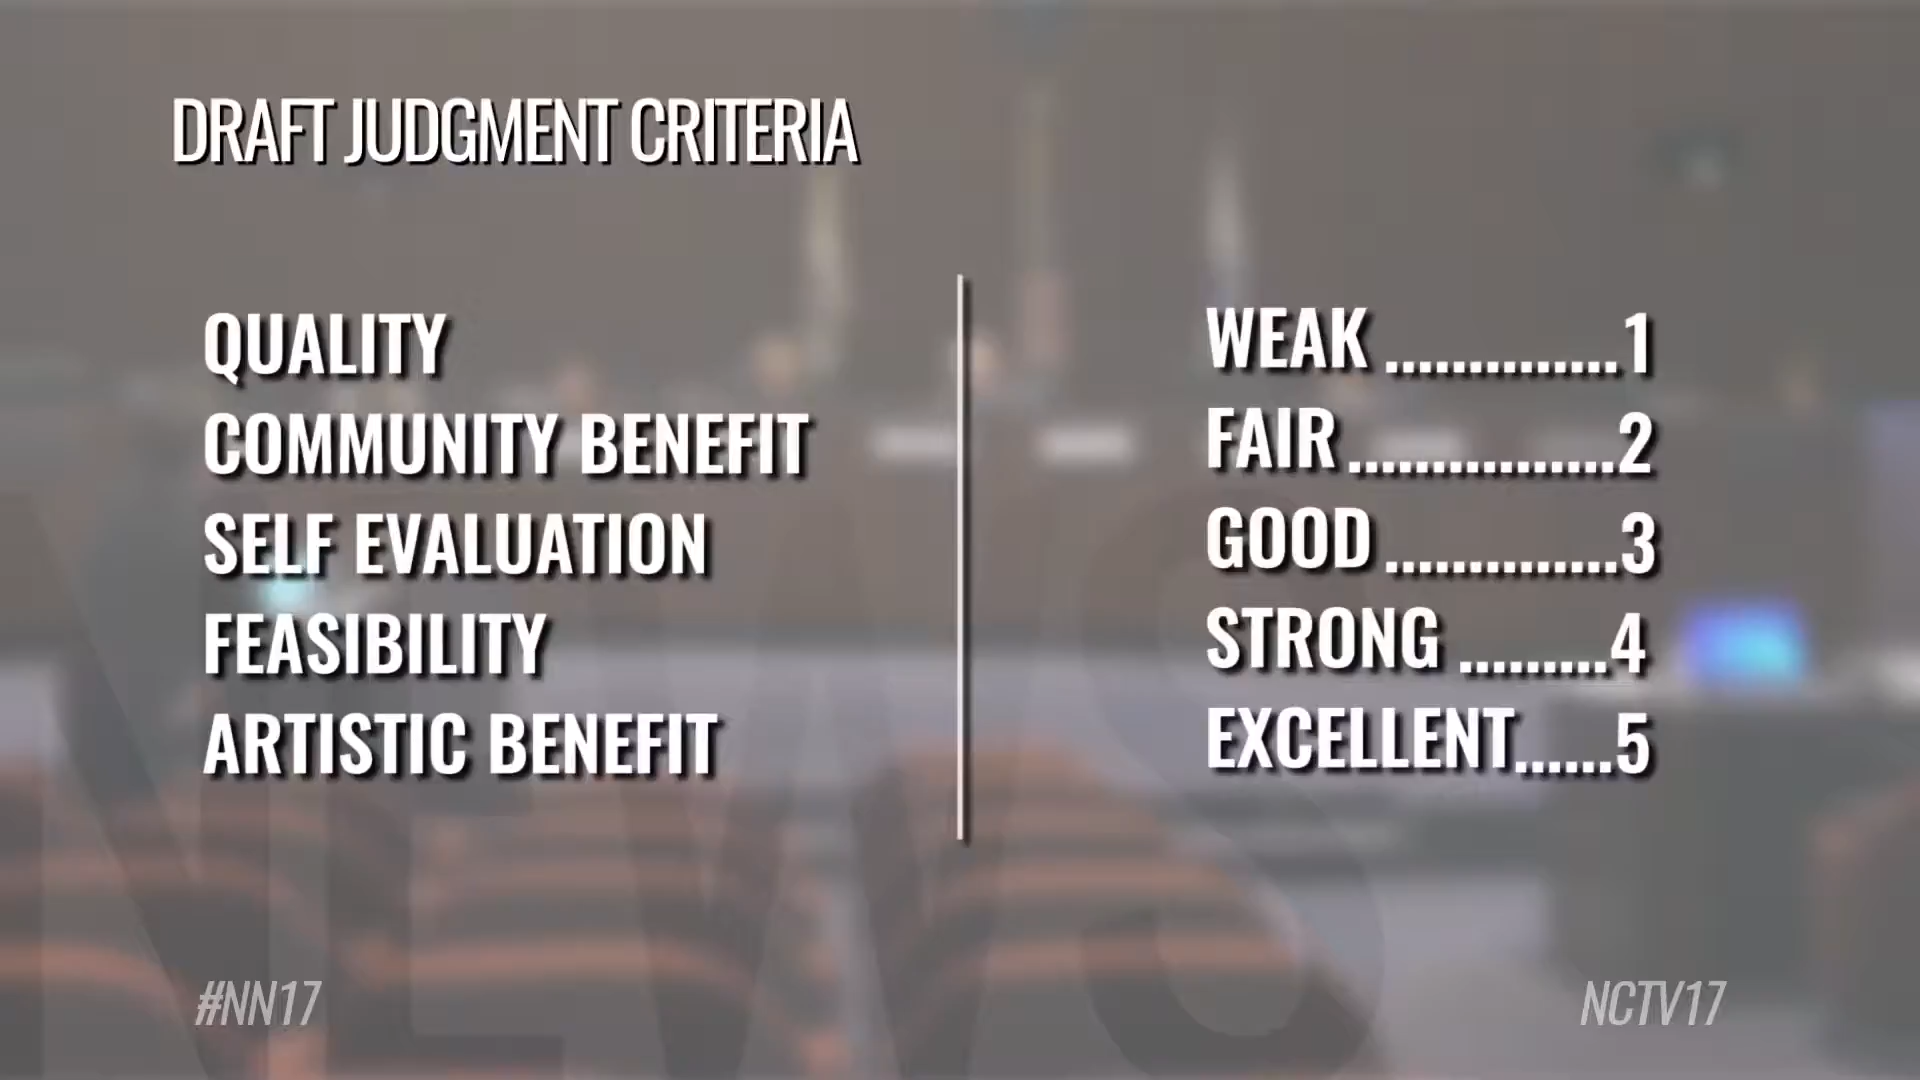 DRAFT JUDGMENT CRITERIA
QUALITY
COMMUNITY BENEFIT
SELF EVALUATION
FEASIBILITY
ARTISTIC BENEFIT
WEAK ..............1
FAIR ................2
GOOD ..............3
STRONG .........4
EXCELLENT......5
NEWS
#NN17
NCTV17